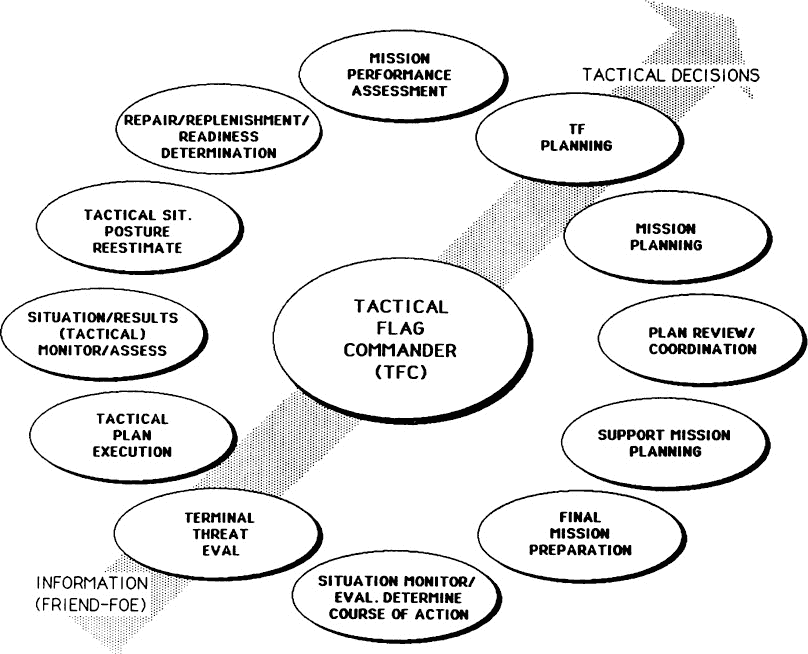 MISSION
PERFORMANCE
ASSESSMENT
TACTICAL DECISIONS
REPAIR/REPLENISHMENT/
READINESS
DETERMINATION
TF
PLANNING
TACTICAL SIT.
POSTURE
REESTIMATE
MISSION
PLANNING
SITUATION/RESULTS
(TACTICAL)
MONITOR/ASSESS
TACTICAL
FLAG
COMMANDER
(TFC)
PLAN REVIEW/
COORDINATION
TACTICAL
PLAN
EXECUTION
SUPPORT MISSION
PLANNING
TERMINAL
THREAT
EVAL
FINAL
MISSION
PREPARATION
INFORMATION
(FRIEND-FOE)
SITUATION MONITOR/
EVAL. DETERMINE
COURSE OF ACTION